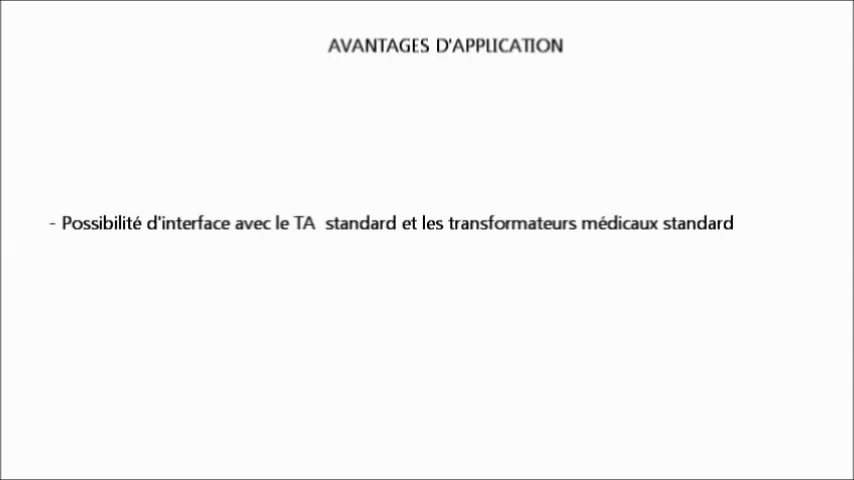 AVANTAGES D'APPLICATION
- Possibilité d'interface avec le TA  standard et les transformateurs médicaux standard